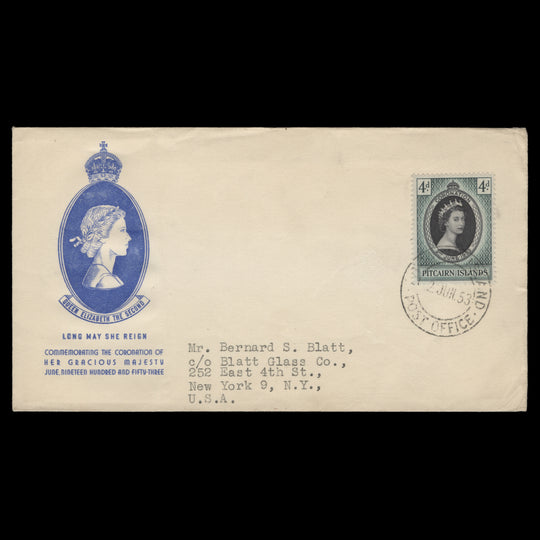 QUEEN ELIZABETH THE SECOND
LONG MAY SHE REIGN
COMMEMORATING THE CORONATION OF
HER GRACIOUS MAJESTY
JUNE, NINETEEN HUNDRED AND FIFTY-THREE
4d 4d
CORONATION
PITCAIRN ISLANDS
JUN 53
POST OFFICE
Mr. Bernard S. Blatt,
c/o Blatt Glass Co.,
252 East 4th St.,
New York 9, N.Y.,
U.S.A.